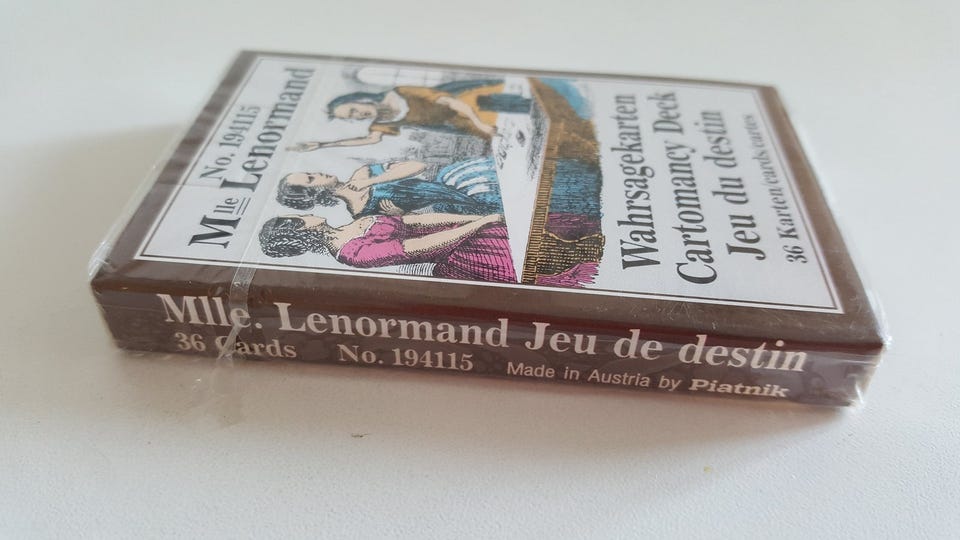 No. 194115
Mlle Lenormand
Wahrsagekarten
Cartomancy Deck
Jeu du destin
36 Karten/cards/cartes
Mlle. Lenormand Jeu de destin
36 Cards No. 194115 Made in Austria by Piatnik